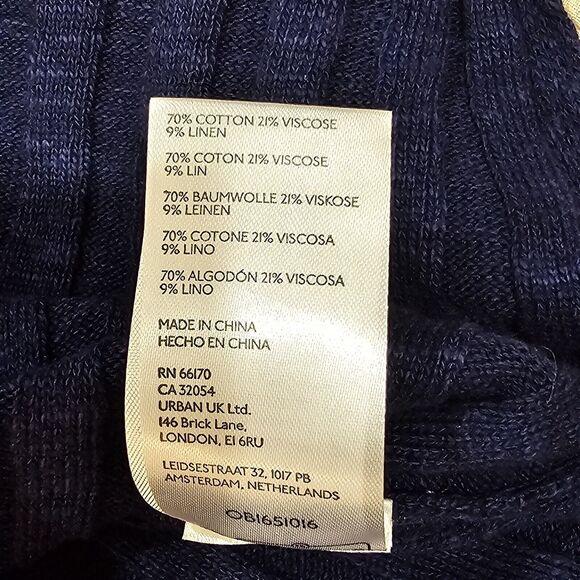 70% COTTON 21% VISCOSE
9% LINEN
70% COTON 21% VISCOSE
9% LIN
70% BAUMWOLLE 21% VISKOSE
9% LEINEN
70% COTONE 21% VISCOSA
9% LINO
70% ALGODÓN 21% VISCOSA
9% LINO
MADE IN CHINA
HECHO EN CHINA
RN 66170
CA 32054
URBAN UK Ltd.
146 Brick Lane,
LONDON, E1 6RU
LEIDSESTRAAT 32, 1017 PB
AMSTERDAM, NETHERLANDS
OB1651016